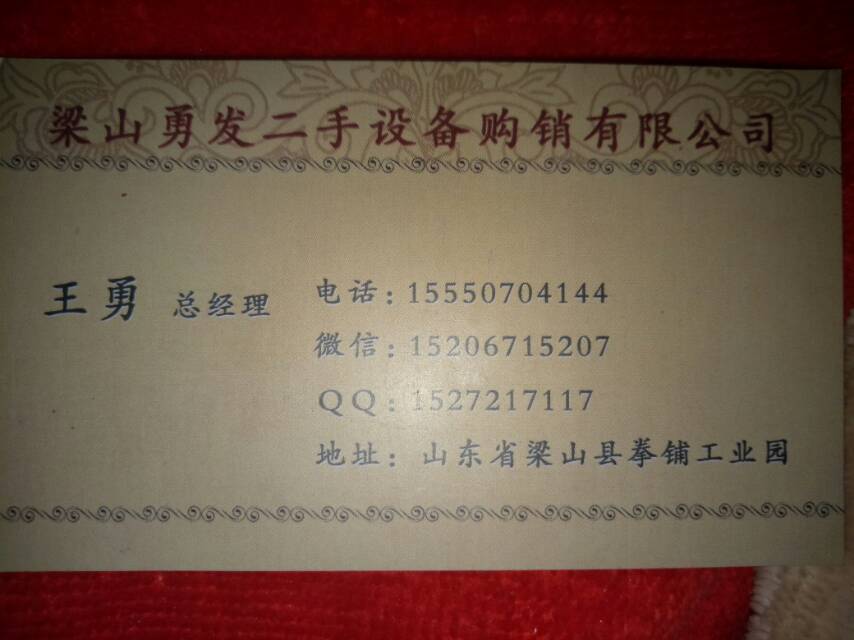 梁山勇发二手设备购销有限公司
王勇 总经理
电话：15550704144
微信：15206715207
QQ：1527217117
地址：山东省梁山县拳铺工业园